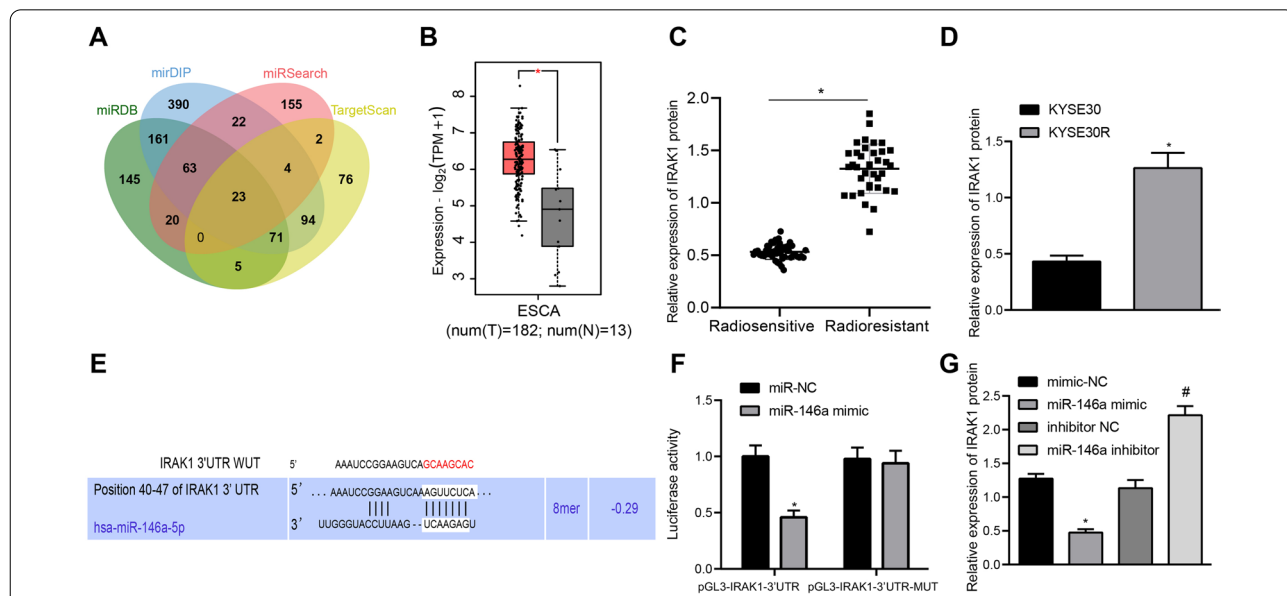 A
mirDIP
miRSearch
miRDB
TargetScan
390
155
22
2
161
63
4
145
23
76
20
0
71
94
5
B
*
Expression - log2(TPM +1)
8
7
6
5
4
3
ESCA
(num(T)=182; num(N)=13)
C
Relative expression of IRAK1 protein
*
2.0
1.5
1.0
0.5
0.0
Radiosensitive
Radioresistant
D
Relative expression of IRAK1 protein
KYSE30
KYSE30R
*
1.5
1.0
0.5
0.0
E
IRAK1 3'UTR WUT 5' AAAUCCGGAAGUCAGCAAGCAC
Position 40-47 of IRAK1 3' UTR 5' ... AAAUCCGGAAGUCAAAGUUCUCA ...
hsa-miR-146a-5p 3' UUGGGUACCUUAAG - - UCAAGAGU
8mer
-0.29
F
miR-NC
miR-146a mimic
Luciferase activity
1.5
1.0
0.5
0.0
*
pGL3-IRAK1-3'UTR
pGL3-IRAK1-3'UTR-MUT
G
mimic-NC
miR-146a mimic
inhibitor NC
miR-146a inhibitor
Relative expression of IRAK1 protein
2.5
2.0
1.5
1.0
0.5
0.0
*
#